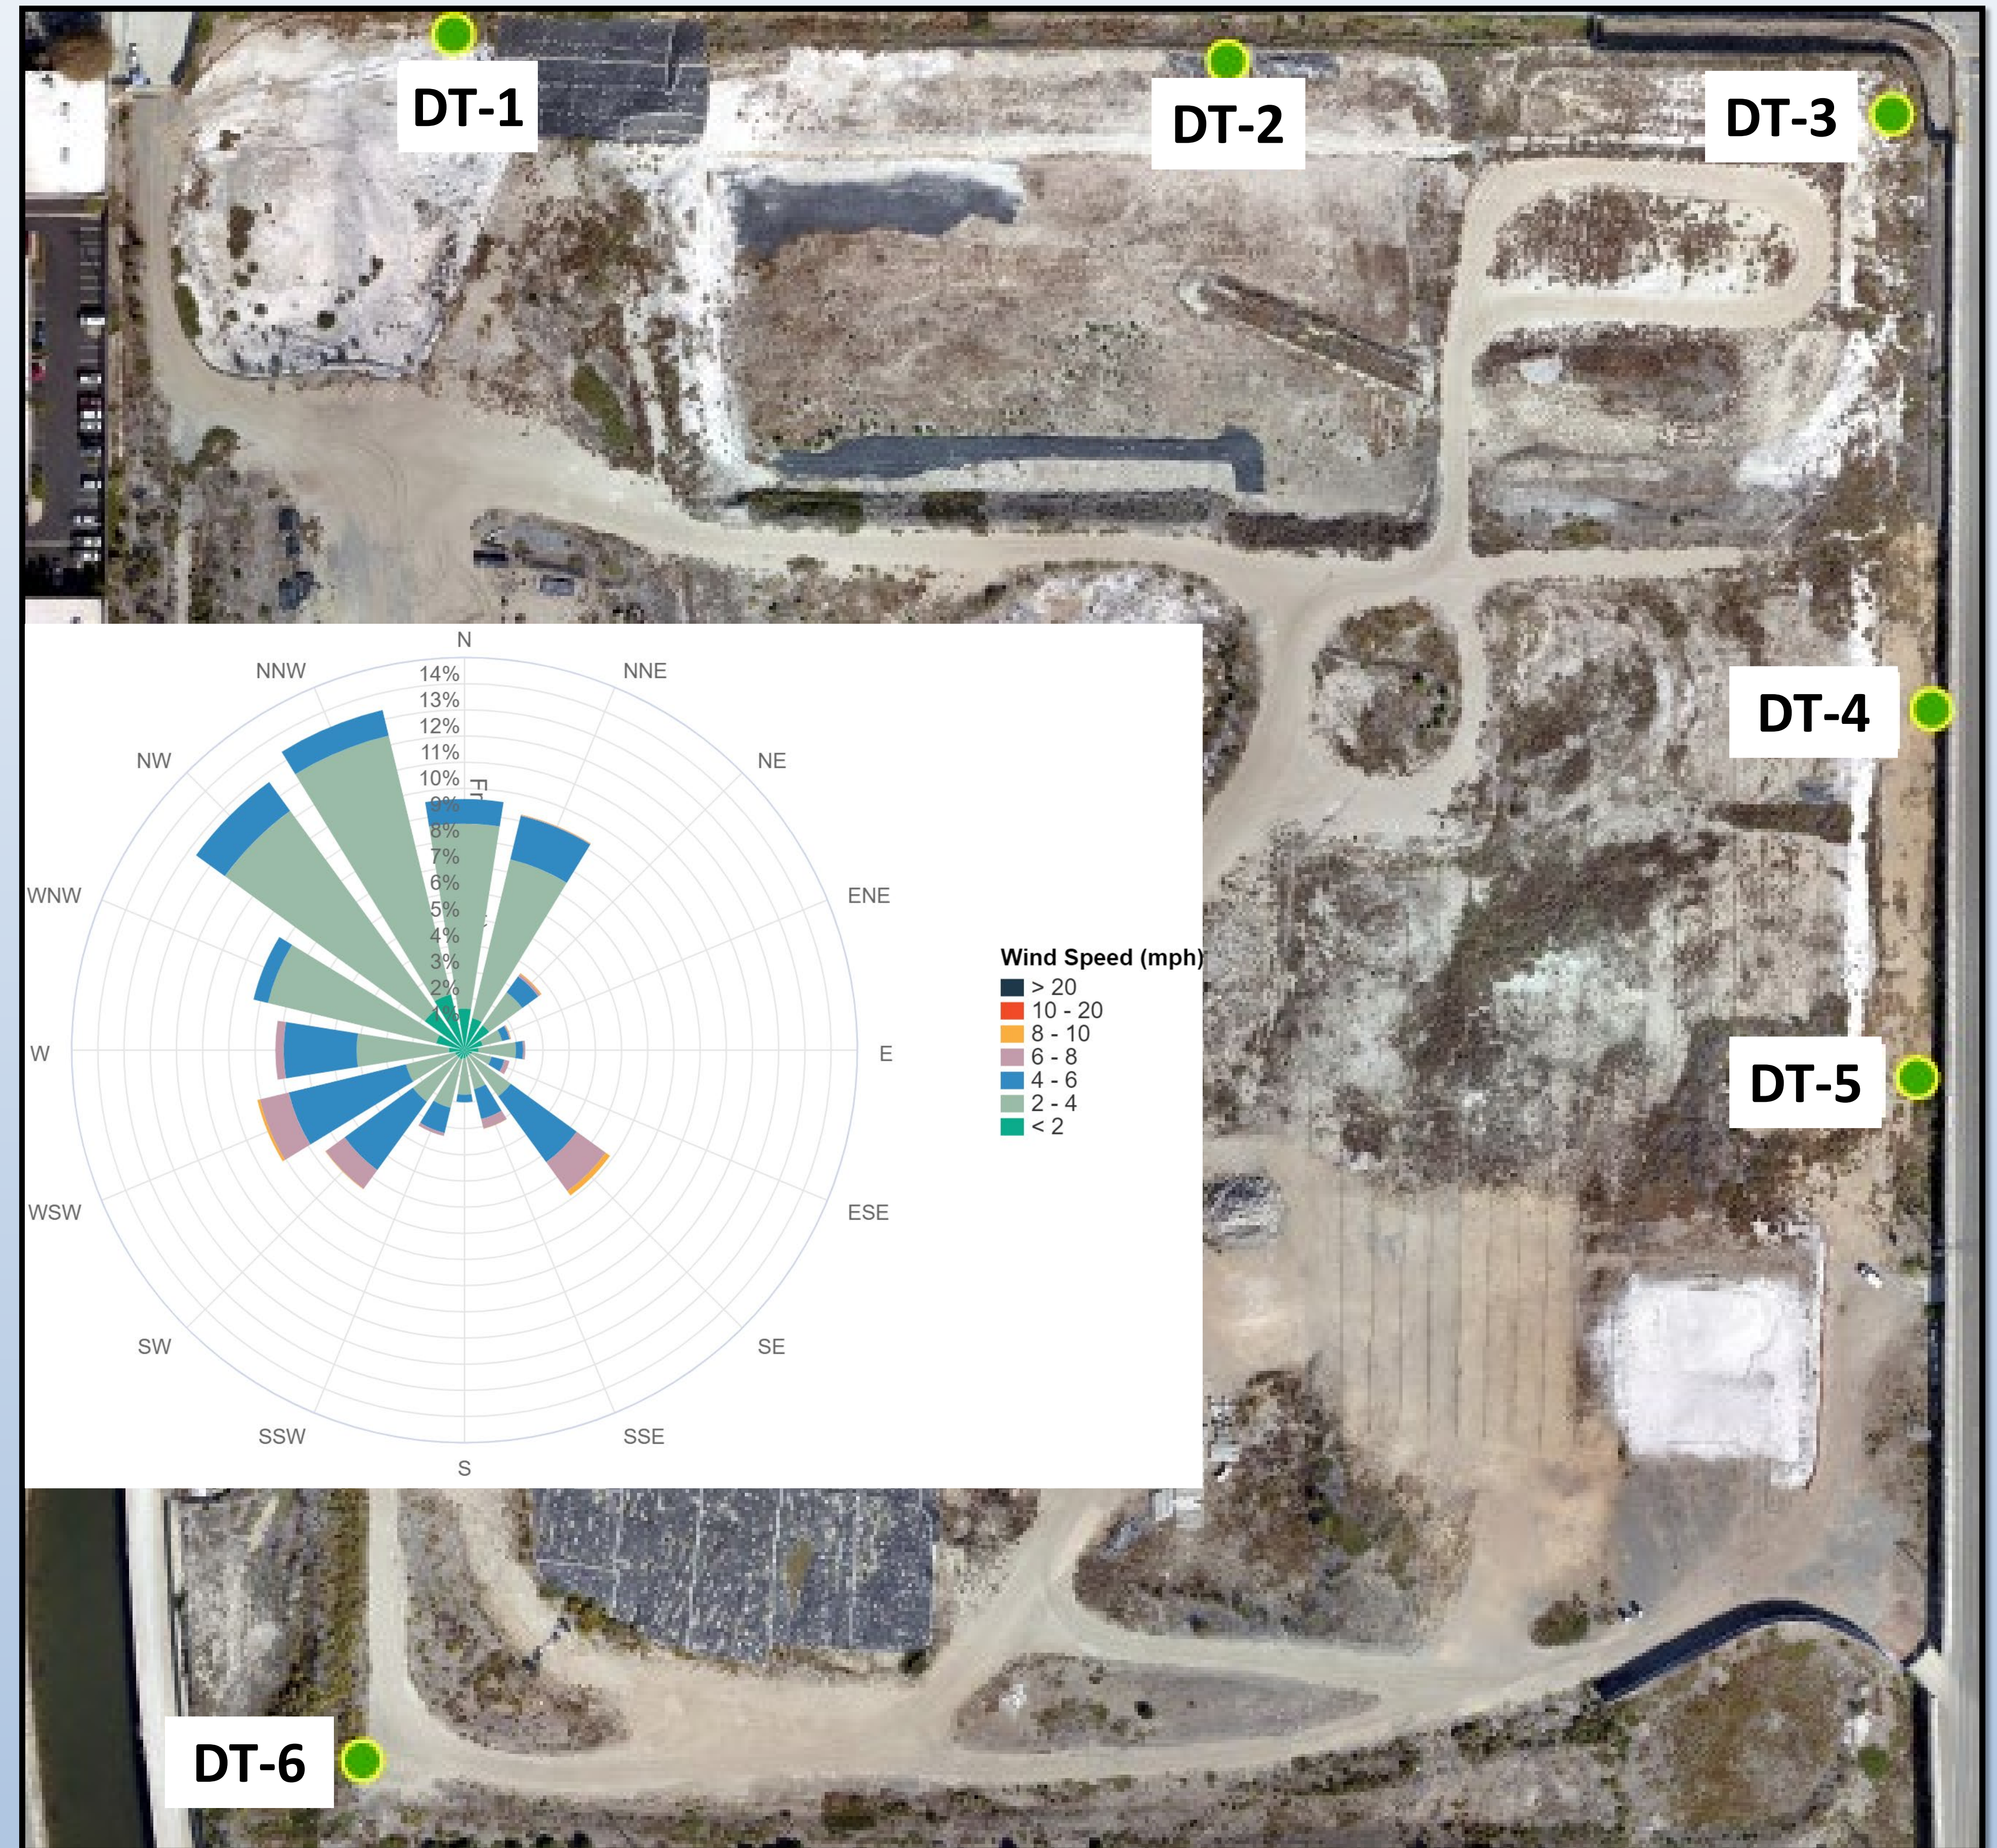 DT-1
DT-2
DT-3
DT-4
DT-5
DT-6
N
NNE
NE
ENE
E
ESE
SE
SSE
S
SSW
SW
WSW
W
WNW
NW
NNW
14%
13%
12%
11%
10%
9%
8%
7%
6%
5%
4%
3%
2%
1%
Wind Speed (mph)
> 20
10 - 20
8 - 10
6 - 8
4 - 6
2 - 4
< 2